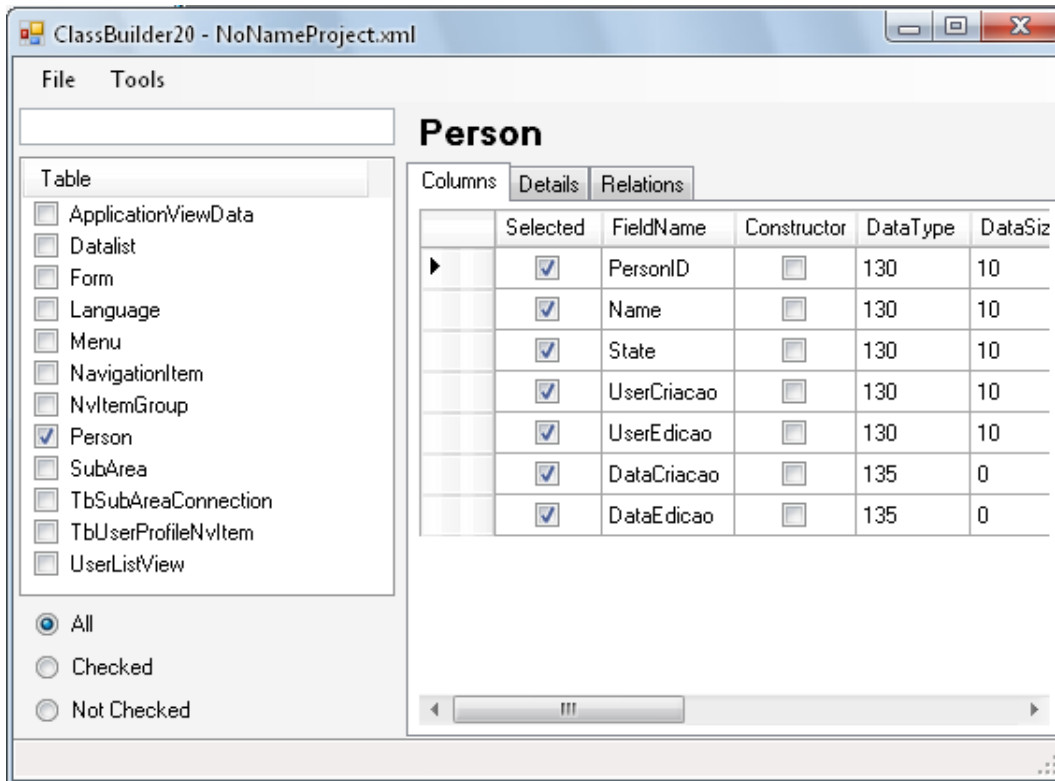 ClassBuilder20 - NoNameProject.xml
File Tools
Person
Table
ApplicationViewData
Datalist
Form
Language
Menu
NavigationItem
NvItemGroup
Person
SubArea
TbSubAreaConnection
TbUserProfileNvItem
UserListView
All
Checked
Not Checked
Columns Details Relations
Selected FieldName Constructor DataType DataSiz
PersonID 130 10
Name 130 10
State 130 10
UserCriacao 130 10
UserEdicao 130 10
DataCriacao 135 0
DataEdicao 135 0